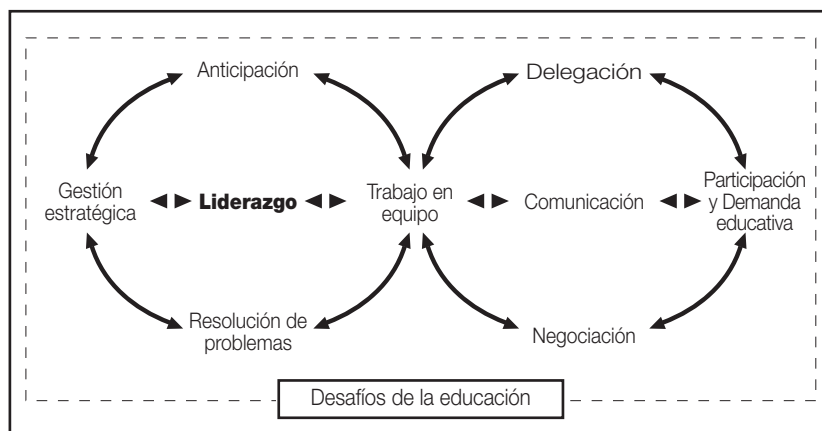 Anticipación
Delegación
Gestión
estratégica
Liderazgo
Trabajo en
equipo
Comunicación
Participación
y Demanda
educativa
Resolución de
problemas
Negociación
Desafíos de la educación